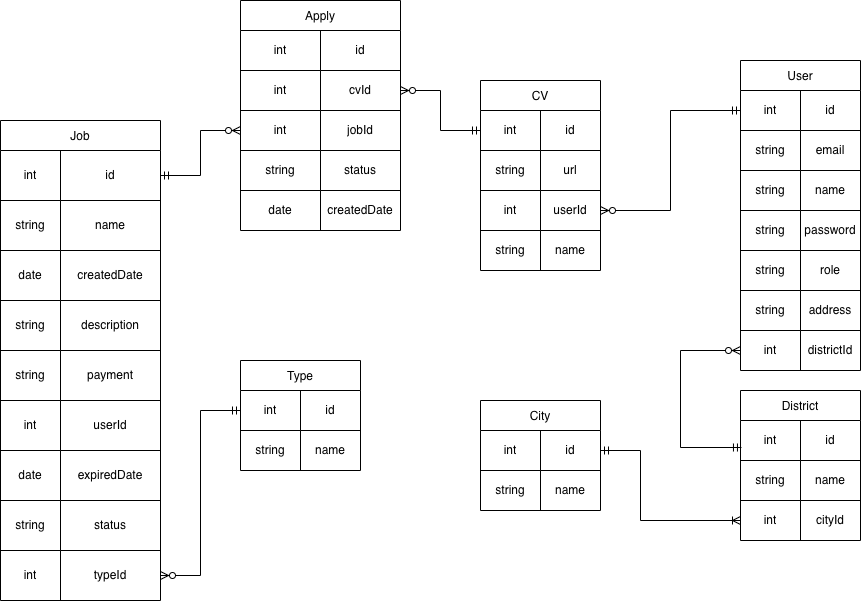 Apply
int id
int cvId
int jobId
string status
date createdDate
CV
int id
string url
int userId
string name
User
int id
string email
string name
string password
string role
string address
int districtId
Job
int id
string name
date createdDate
string description
string payment
int userId
date expiredDate
string status
int typeId
Type
int id
string name
City
int id
string name
District
int id
string name
int cityId